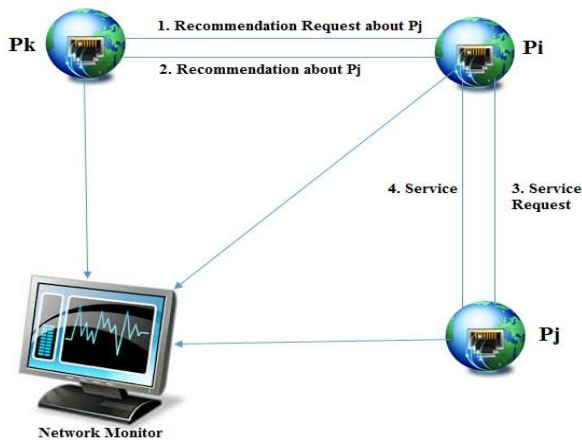 1. Recommendation Request about Pj
Pk
Pi
2. Recommendation about Pj
4. Service
3. Service
Request
Pj
Network Monitor